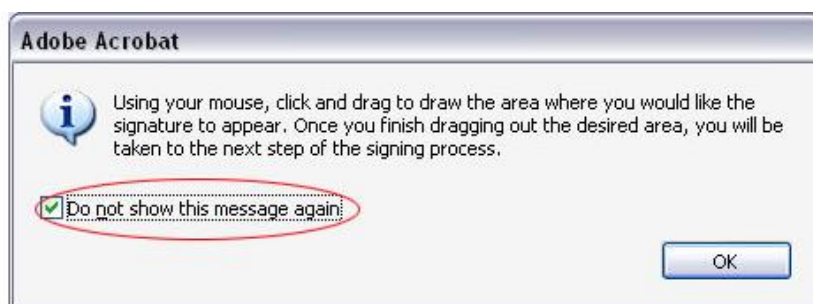 Adobe Acrobat
Using your mouse, click and drag to draw the area where you would like the
signature to appear. Once you finish dragging out the desired area, you will be
taken to the next step of the signing process.
Do not show this message again
OK